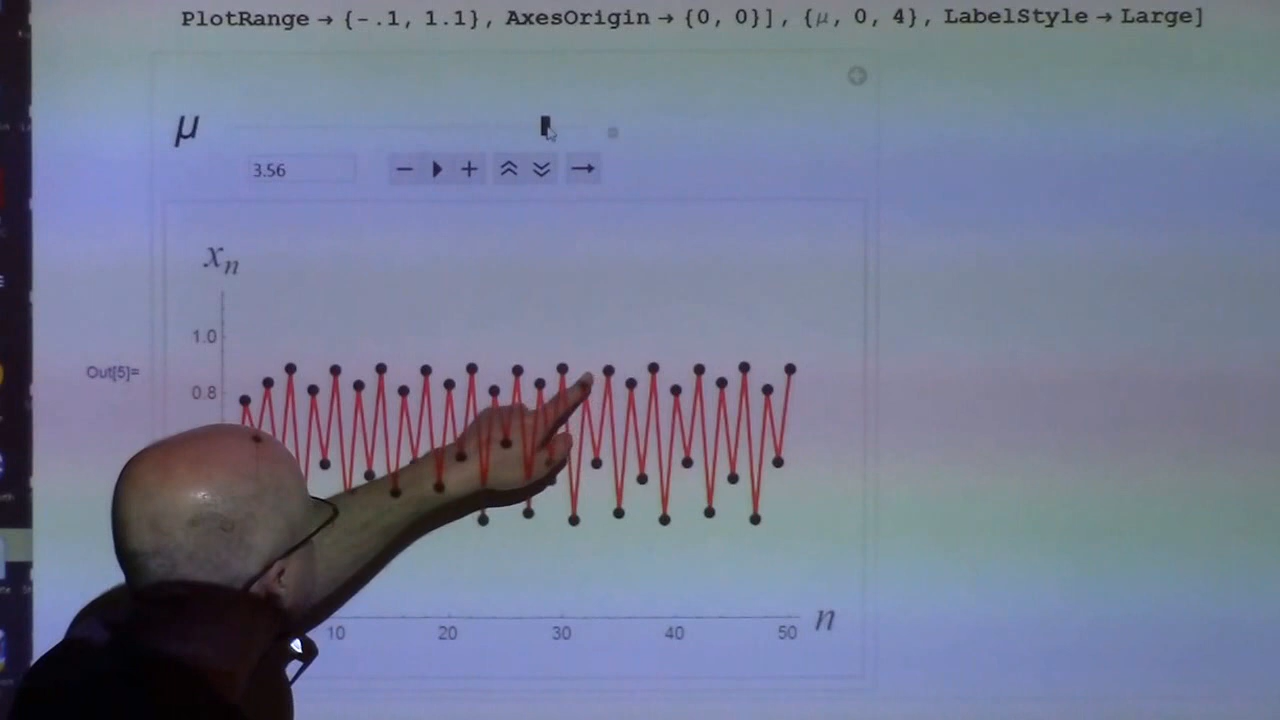 PlotRange → {-.1, 1.1}, AxesOrigin → {0, 0}], {μ, 0, 4}, LabelStyle → Large]
μ
3.56
xn
1.0
Out[5]=
0.8
10 20 30 40 50 n